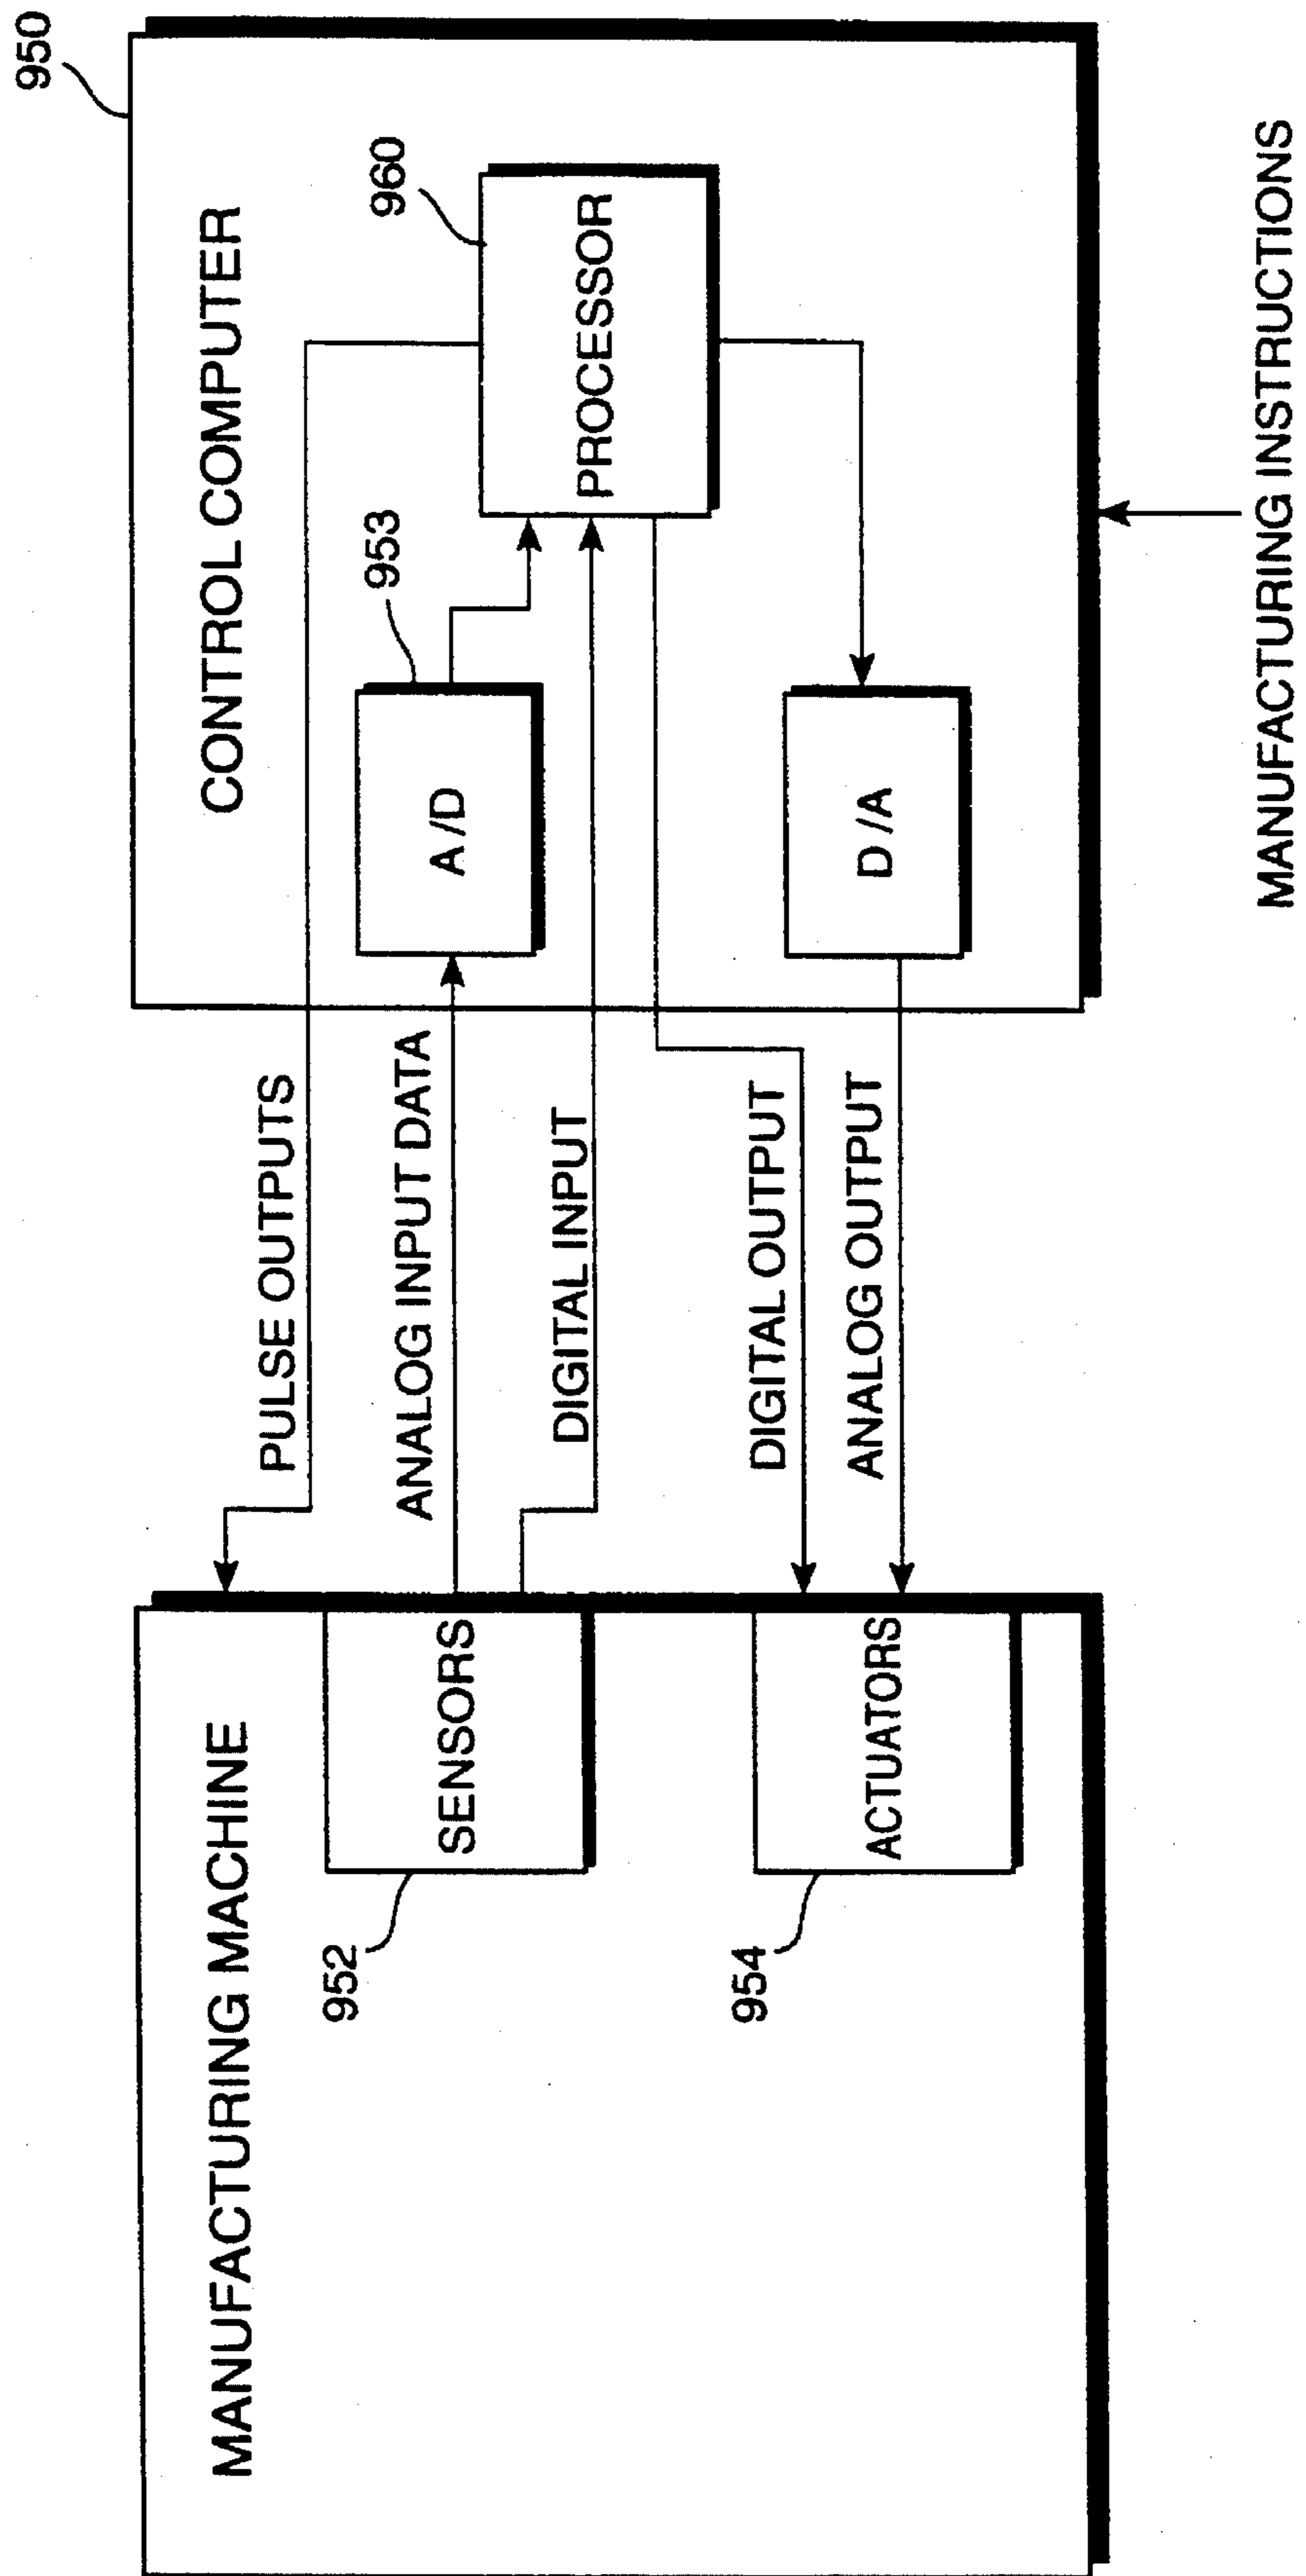 MANUFACTURING MACHINE
SENSORS
952
ACTUATORS
954
PULSE OUTPUTS
ANALOG INPUT DATA
DIGITAL INPUT
DIGITAL OUTPUT
ANALOG OUTPUT
950
CONTROL COMPUTER
A/D
953
PROCESSOR
960
D/A
MANUFACTURING INSTRUCTIONS